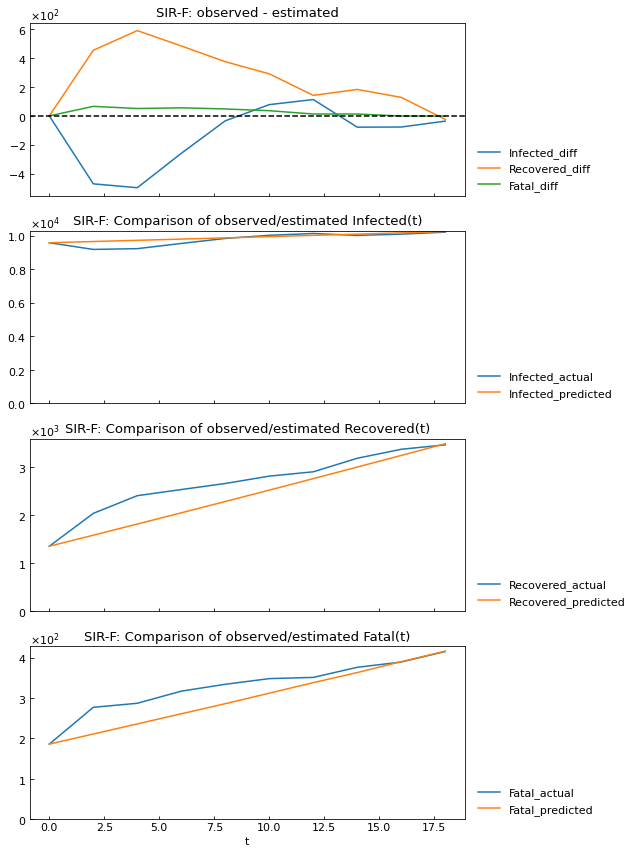 SIR-F: observed - estimated
×10²
6
4
2
0
−2
−4
Infected_diff
Recovered_diff
Fatal_diff
SIR-F: Comparison of observed/estimated Infected(t)
×10⁴
1.0
0.8
0.6
0.4
0.2
0.0
Infected_actual
Infected_predicted
SIR-F: Comparison of observed/estimated Recovered(t)
×10³
3
2
1
0
Recovered_actual
Recovered_predicted
SIR-F: Comparison of observed/estimated Fatal(t)
×10²
4
3
2
1
0
Fatal_actual
Fatal_predicted
0.0 2.5 5.0 7.5 10.0 12.5 15.0 17.5
t